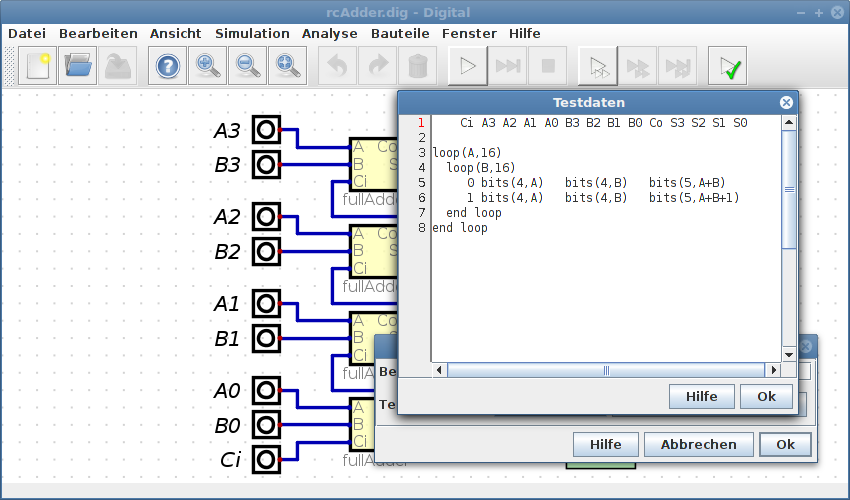 rcAdder.dig - Digital
Datei Bearbeiten Ansicht Simulation Analyse Bauteile Fenster Hilfe
A3
B3
A Co
B S
Ci
fullAdd
A2
B2
A Co
B S
Ci
fullAdd
A1
B1
A Co
B S
Ci
fullA
A0
B0
Ci
A
B
Ci
fullAdder
Testdaten
1 Ci A3 A2 A1 A0 B3 B2 B1 B0 Co S3 S2 S1 S0
2
3 loop(A,16)
4 loop(B,16)
5 0 bits(4,A) bits(4,B) bits(5,A+B)
6 1 bits(4,A) bits(4,B) bits(5,A+B+1)
7 end loop
8 end loop
Hilfe Ok
Be
Te
Hilfe Abbrechen Ok